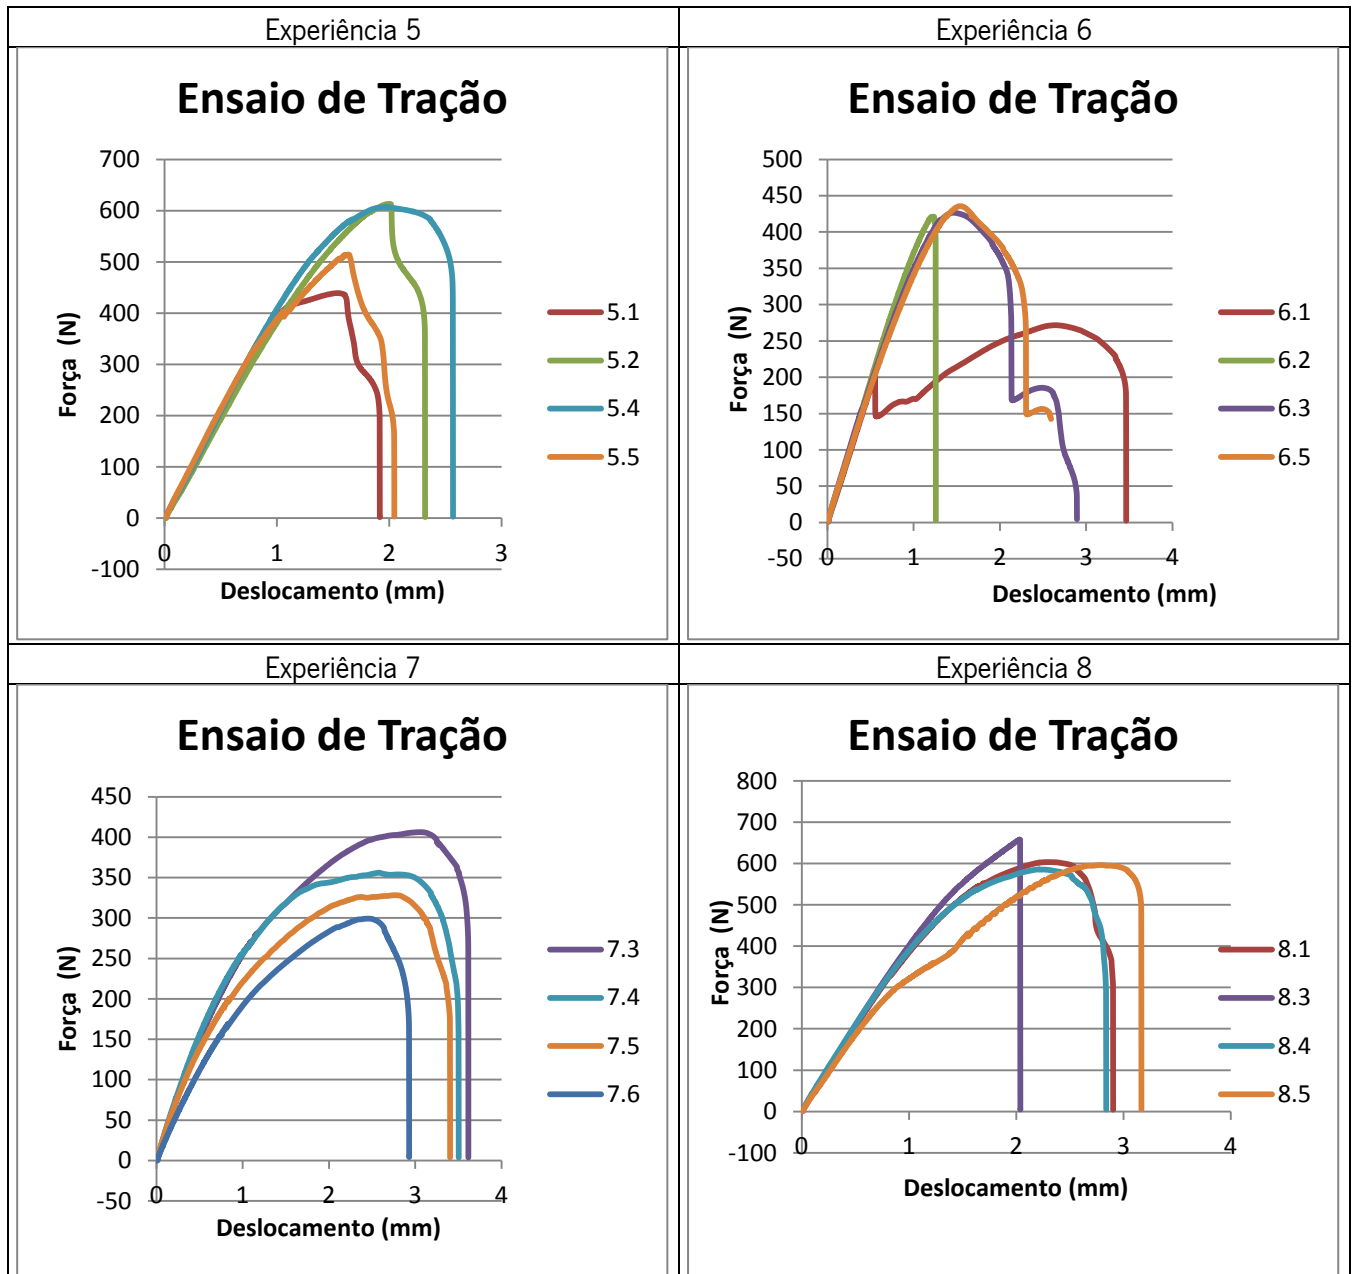 Experiência 5
Experiência 6
Ensaio de Tração
700
600
500
400
300
200
100
0
-100
0 1 2 3
Força (N)
Deslocamento (mm)
5.1
5.2
5.4
5.5
Ensaio de Tração
500
450
400
350
300
250
200
150
100
50
0
-50
0 1 2 3 4
Força (N)
Deslocamento (mm)
6.1
6.2
6.3
6.5
Experiência 7
Experiência 8
Ensaio de Tração
450
400
350
300
250
200
150
100
50
0
-50
0 1 2 3 4
Força (N)
Deslocamento (mm)
7.3
7.4
7.5
7.6
Ensaio de Tração
800
700
600
500
400
300
200
100
0
-100
0 1 2 3 4
Força (N)
Deslocamento (mm)
8.1
8.3
8.4
8.5